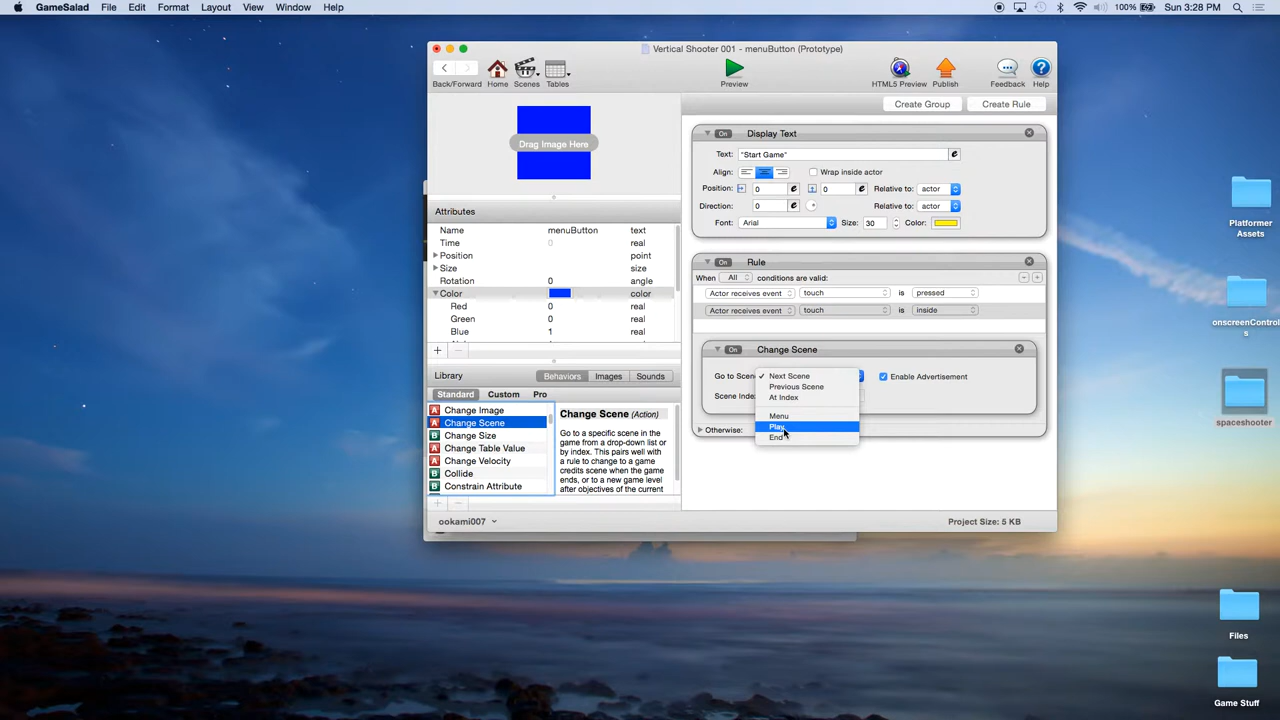 GameSalad File Edit Format Layout View Window Help 100% Sun 3:28 PM
Vertical Shooter 001 - menuButton (Prototype)
Back/Forward Home Scenes Tables Preview HTML5 Preview Publish Feedback Help
Create Group Create Rule
Drag Image Here
Attributes
Name menuButton text
Time 0 real
Position point
Size size
Rotation 0 angle
Color color
Red 0 real
Green 0 real
Blue 1 real
Library Behaviors Images Sounds
Standard Custom Pro
Change Image
Change Scene
Change Size
Change Table Value
Change Velocity
Collide
Constrain Attribute
Change Scene (Action)
Go to a specific scene in the
game from a drop-down list or
by index. This pairs well with
a rule to change to a game
credits scene when the game
ends, or to a new game level
after objectives of the current
ookami007
Project Size: 5 KB
On Display Text
Text: "Start Game"
Align: Wrap inside actor
Position: 0 0 Relative to: actor
Direction: 0 Relative to: actor
Font: Arial Size: 30 Color:
On Rule
When All conditions are valid:
Actor receives event touch is pressed
Actor receives event touch is inside
On Change Scene
Go to Scen Enable Advertisement
Scene Index
✓ Next Scene
Previous Scene
At Index
Menu
Play
End
Otherwise:
Platformer
Assets
onscreenControl
s
spaceshooter
Files
Game Stuff